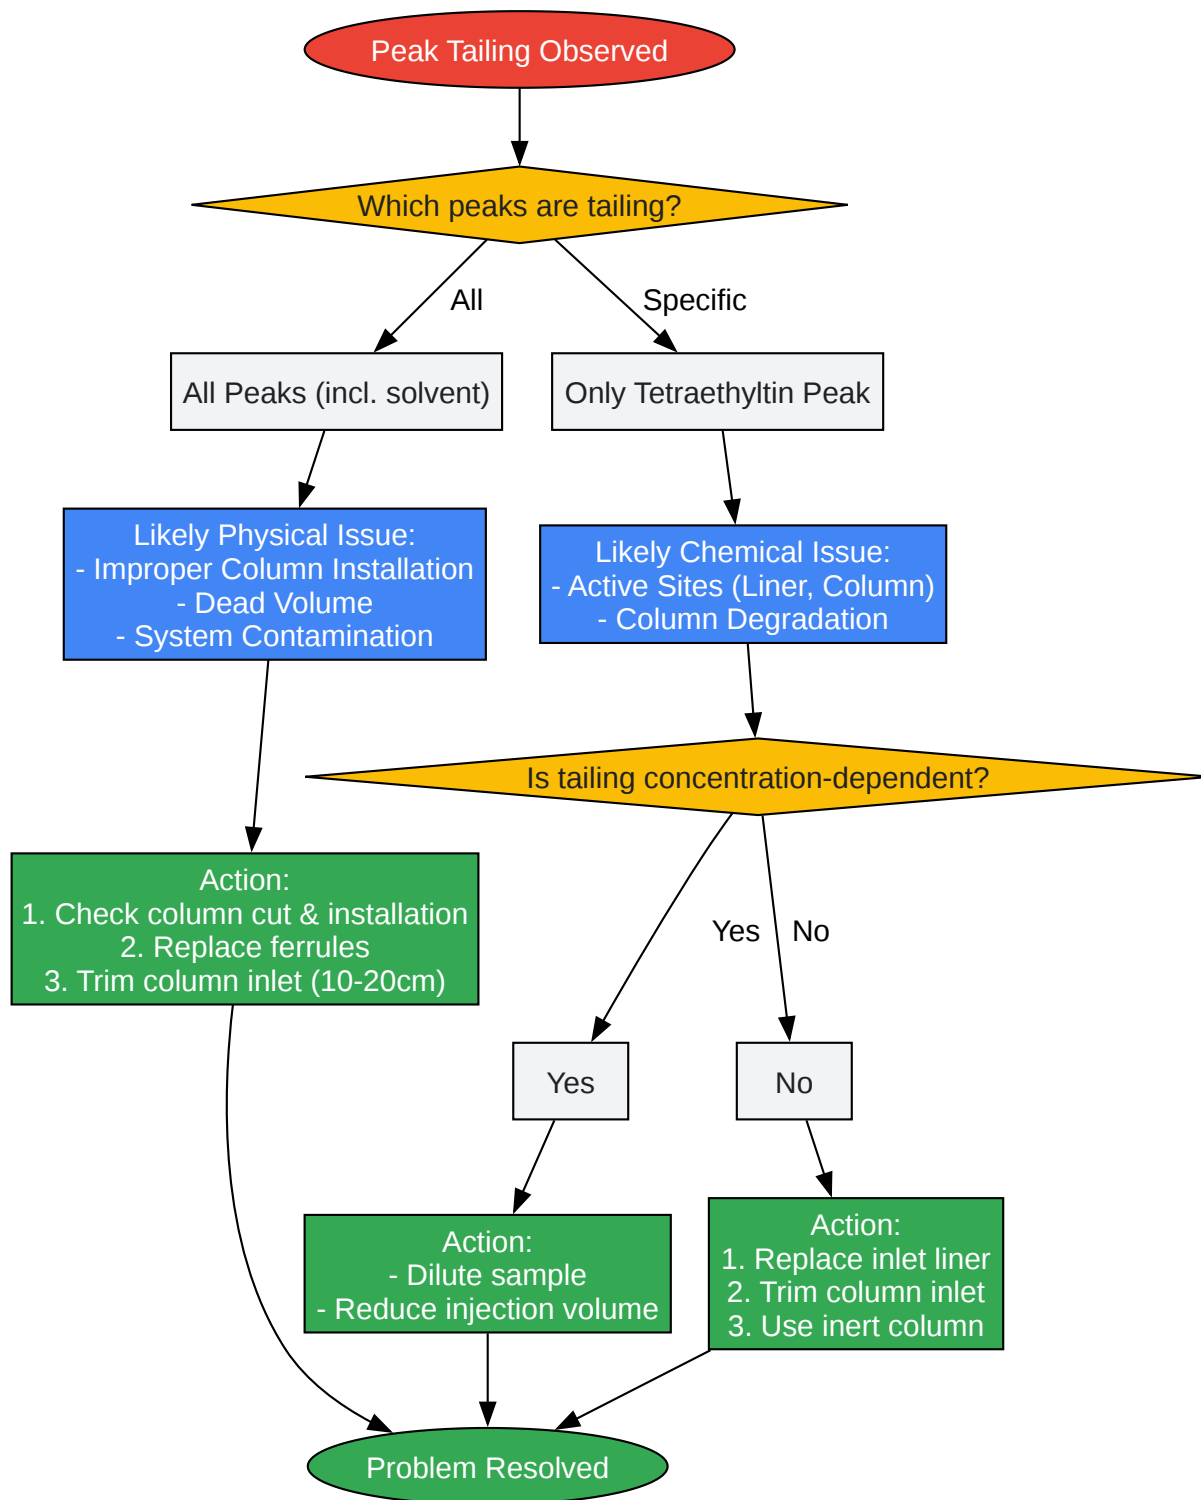 Peak Tailing Observed
Which peaks are tailing?
All
Specific
All Peaks (incl. solvent)
Only Tetraethyltin Peak
Likely Physical Issue:
- Improper Column Installation
- Dead Volume
- System Contamination
Likely Chemical Issue:
- Active Sites (Liner, Column)
- Column Degradation
Is tailing concentration-dependent?
Action:
1. Check column cut & installation
2. Replace ferrules
3. Trim column inlet (10-20cm)
Yes
No
Yes
No
Action:
- Dilute sample
- Reduce injection volume
Action:
1. Replace inlet liner
2. Trim column inlet
3. Use inert column
Problem Resolved